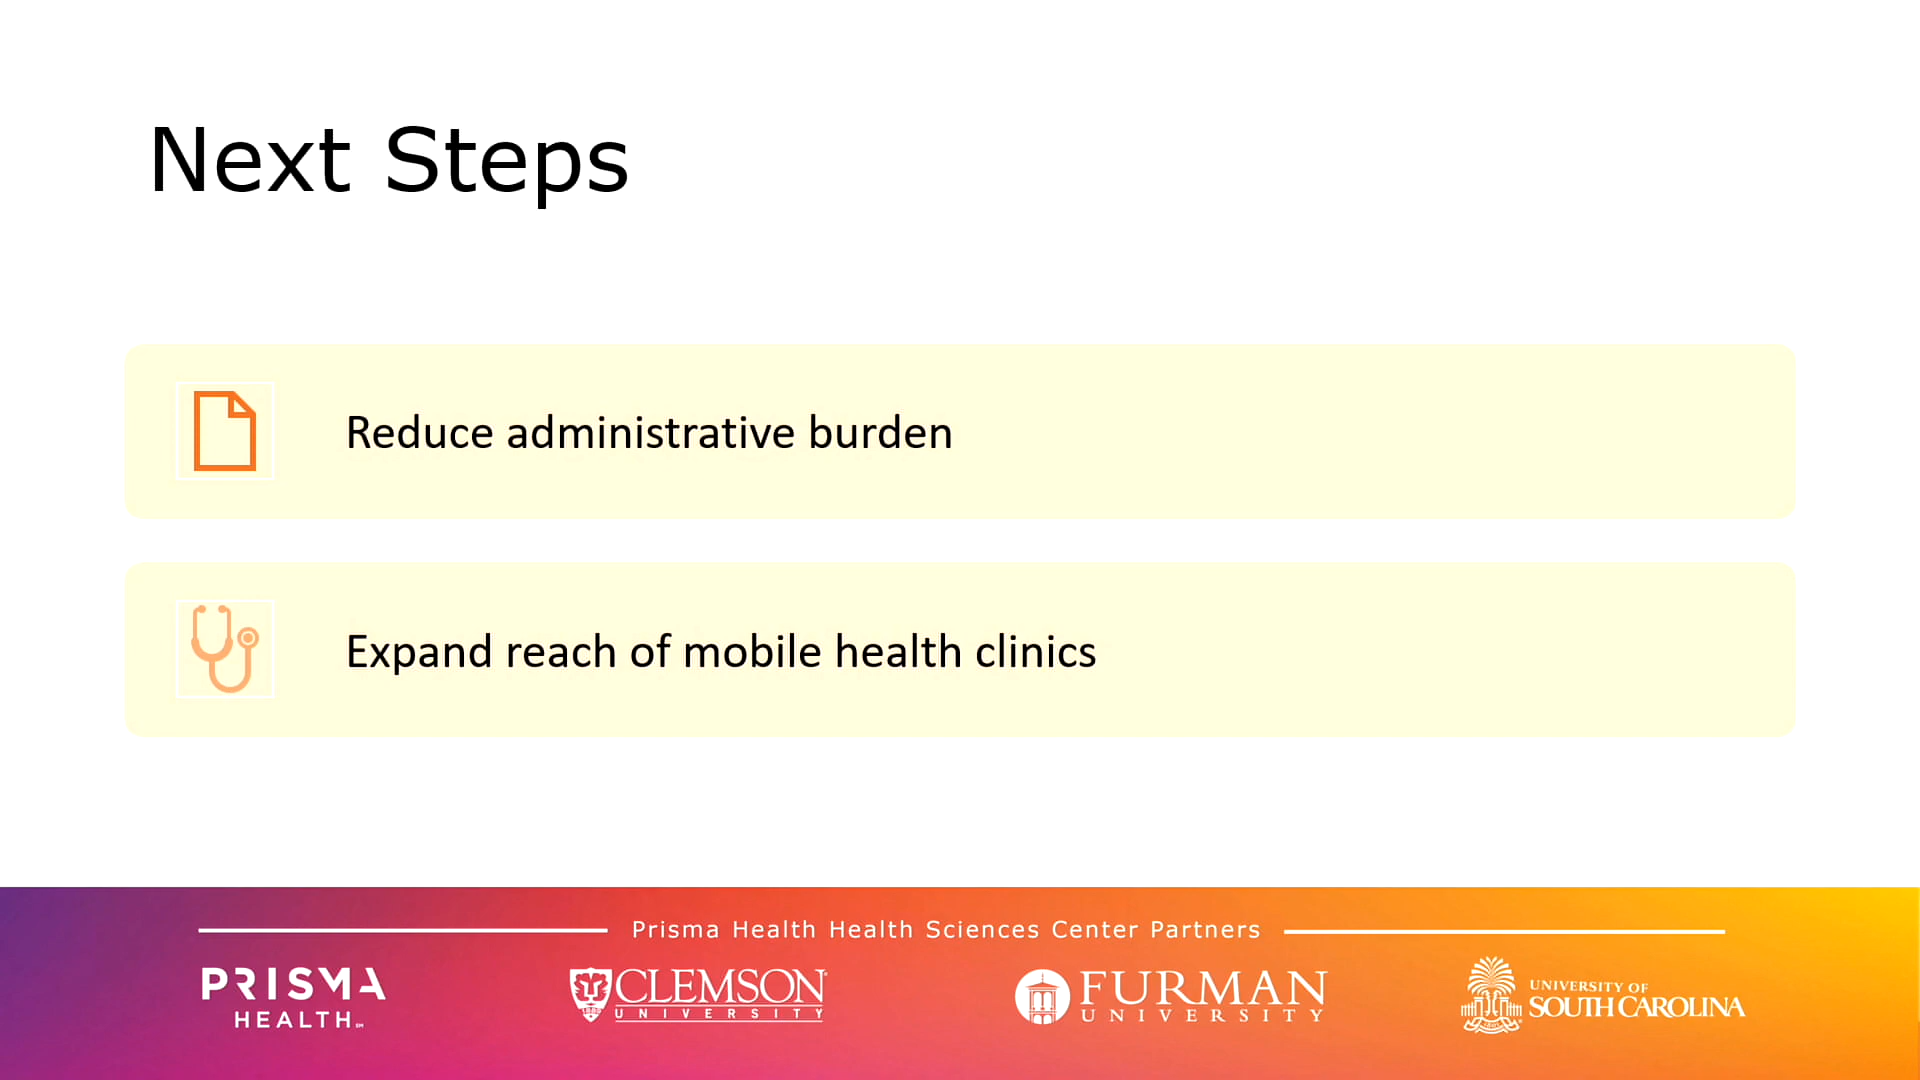 Next Steps
Reduce administrative burden
Expand reach of mobile health clinics
Prisma Health Health Sciences Center Partners
PRISMA
HEALTH
CLEMSON
UNIVERSITY
FURMAN
UNIVERSITY
UNIVERSITY OF
SOUTH CAROLINA